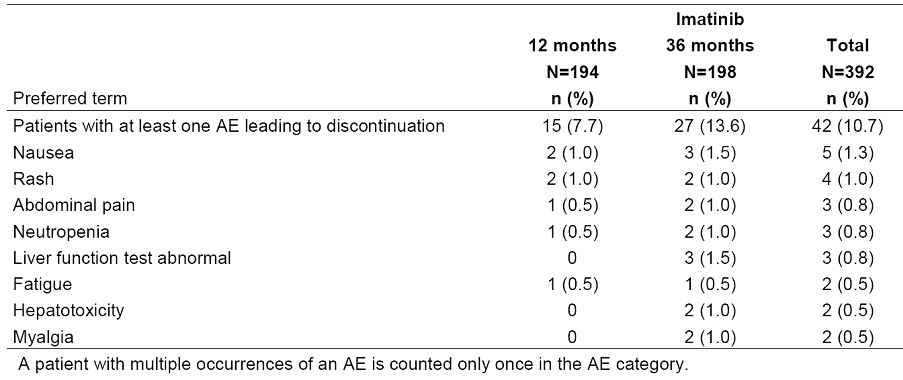 Imatinib
12 months 36 months Total
N=194 N=198 N=392
Preferred term n (%) n (%) n (%)
Patients with at least one AE leading to discontinuation 15 (7.7) 27 (13.6) 42 (10.7)
Nausea 2 (1.0) 3 (1.5) 5 (1.3)
Rash 2 (1.0) 2 (1.0) 4 (1.0)
Abdominal pain 1 (0.5) 2 (1.0) 3 (0.8)
Neutropenia 1 (0.5) 2 (1.0) 3 (0.8)
Liver function test abnormal 0 3 (1.5) 3 (0.8)
Fatigue 1 (0.5) 1 (0.5) 2 (0.5)
Hepatotoxicity 0 2 (1.0) 2 (0.5)
Myalgia 0 2 (1.0) 2 (0.5)
A patient with multiple occurrences of an AE is counted only once in the AE category.